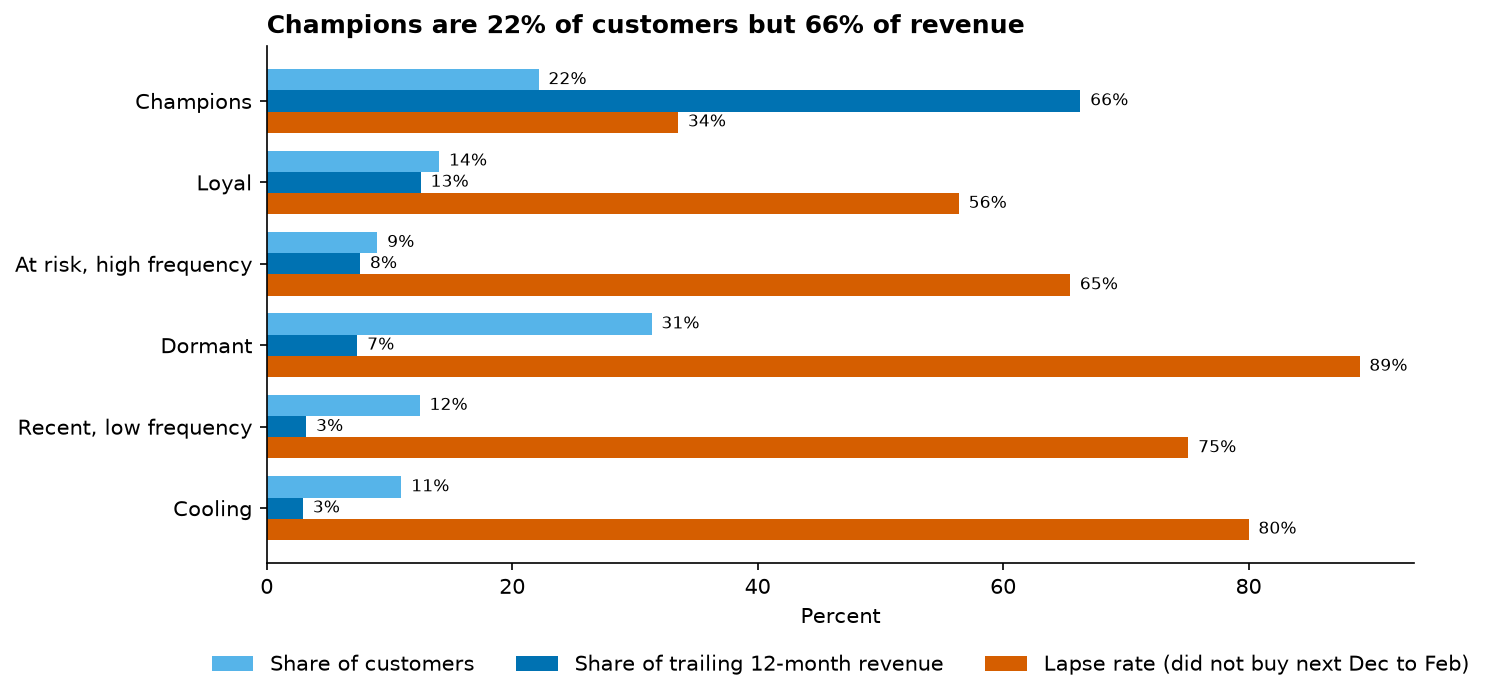 Champions are 22% of customers but 66% of revenue
Champions
22%
66%
34%
Loyal
14%
13%
56%
At risk, high frequency
9%
8%
65%
Dormant
31%
7%
89%
Recent, low frequency
12%
3%
75%
Cooling
11%
3%
80%
0 20 40 60 80
Percent
Share of customers Share of trailing 12-month revenue Lapse rate (did not buy next Dec to Feb)